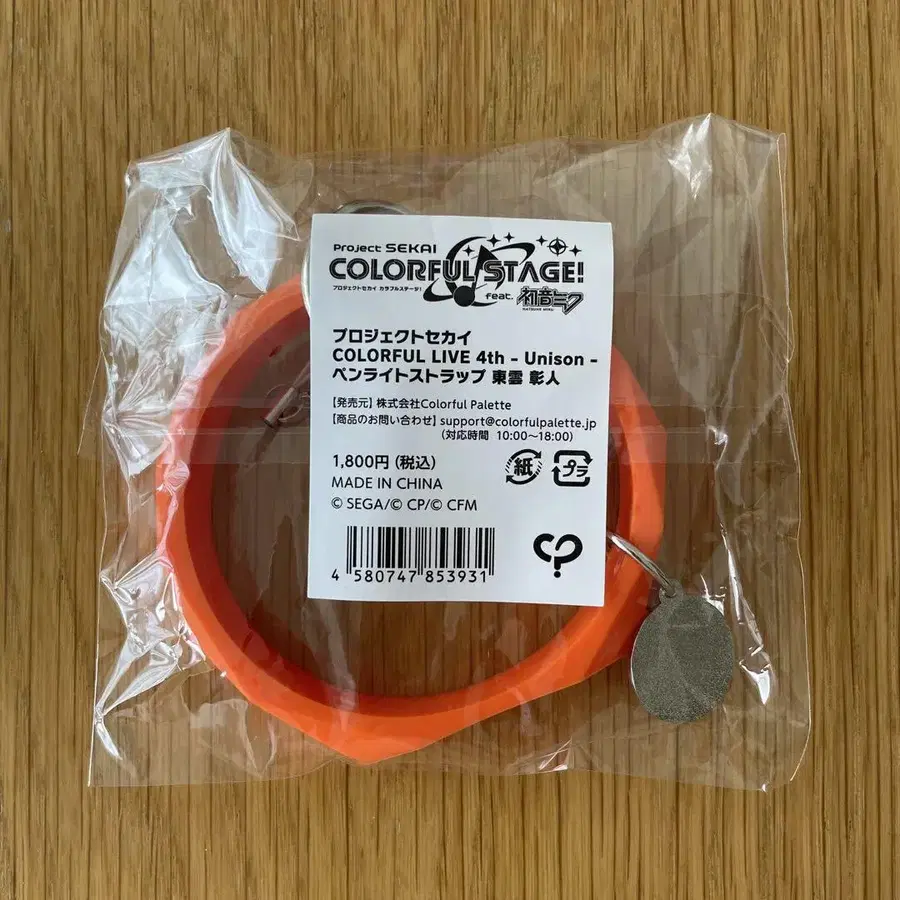 Project SEKAI
COLORFUL STAGE!
プロジェクトセカイ カラフルステージ!
feat. 初音ミク
HATSUNE MIKU
プロジェクトセカイ
COLORFUL LIVE 4th - Unison -
ペンライトストラップ 東雲 彰人
【発売元】株式会社Colorful Palette
【商品のお問い合わせ】support@colorfulpalette.jp
(対応時間 10:00〜18:00)
1,800円(税込)
紙 プラ
MADE IN CHINA
© SEGA/© CP/© CFM
4 580747 853931